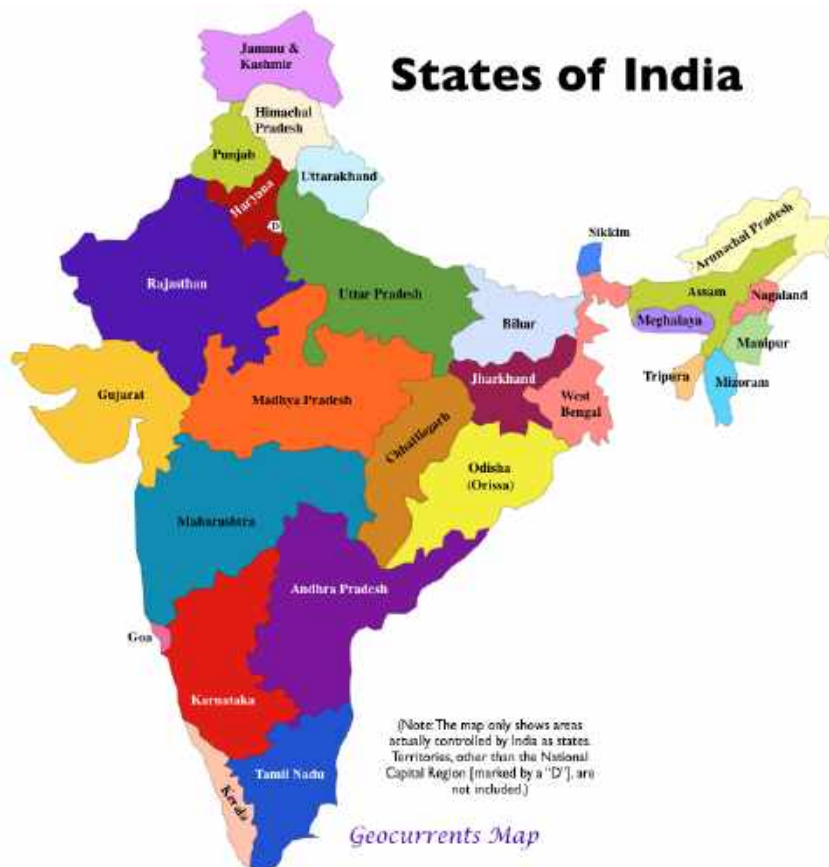 States of India
Jammu &
Kashmir
Himachal
Pradesh
Punjab
Uttarakhand
Haryana
D
Rajasthan
Uttar Pradesh
Sikkim
Arunachal Pradesh
Assam
Nagaland
Bihar
Meghalaya
Manipur
Jharkhand
Tripura
Mizoram
Gujarat
Madhya Pradesh
West
Bengal
Chhattisgarh
Odisha
(Orissa)
Maharashtra
Andhra Pradesh
Goa
Karnataka
(Note: The map only shows areas
actually controlled by India as states.
Territories, other than the National
Capital Region [marked by a "D"], are
not included.)
Tamil Nadu
Kerala
Geocurrents Map